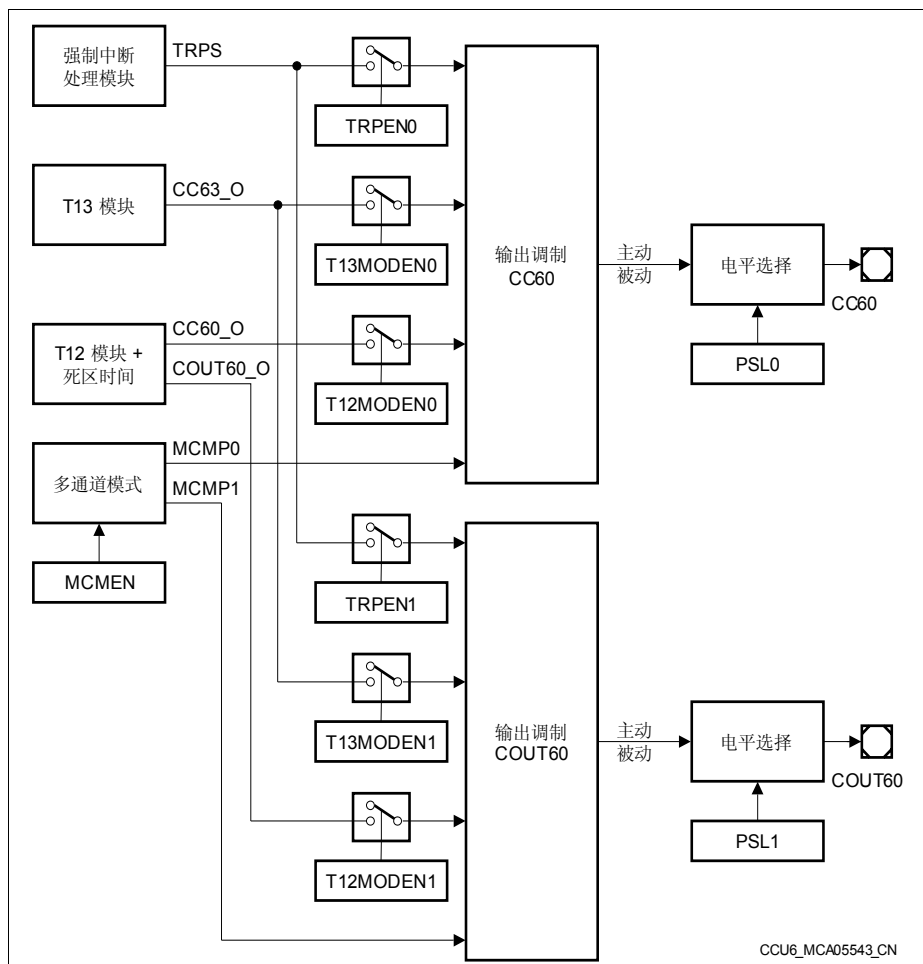 强制中断
处理模块
TRPS
TRPEN0
T13 模块
CC63_O
T13MODEN0
T12 模块 +
死区时间
CC60_O
COUT60_O
T12MODEN0
多通道模式
MCMP0
MCMP1
MCMEN
输出调制
CC60
主动
被动
电平选择
CC60
PSL0
TRPEN1
T13MODEN1
T12MODEN1
输出调制
COUT60
主动
被动
电平选择
COUT60
PSL1
CCU6_MCA05543_CN